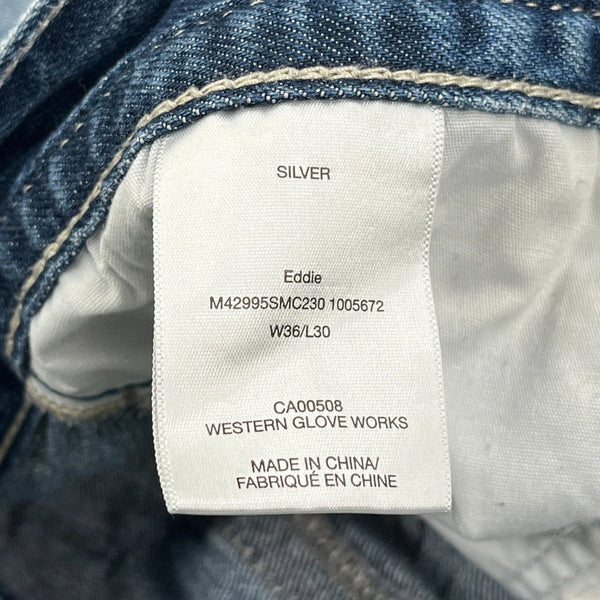 SILVER
Eddie
M42995SMC230 1005672
W36/L30
CA00508
WESTERN GLOVE WORKS
MADE IN CHINA/
FABRIQUÉ EN CHINE